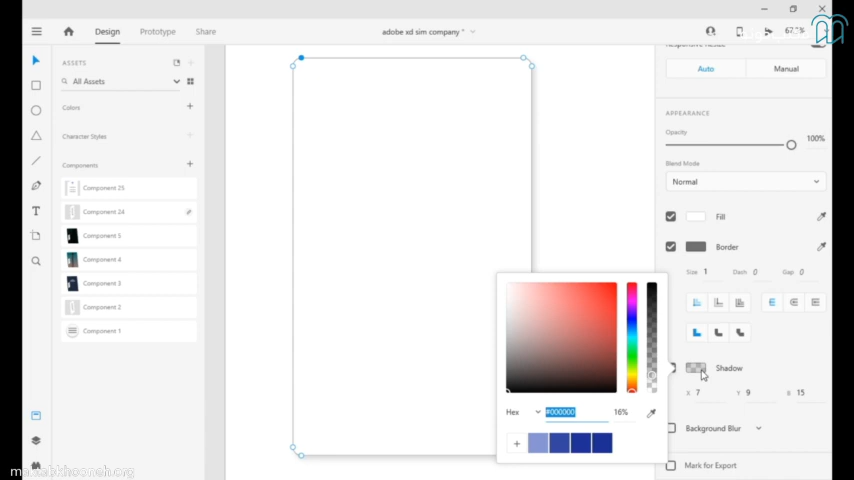 Design
Prototype
Share
adobe xd sim company *
ASSETS
All Assets
Colors
Character Styles
Components
Component 25
Component 24
Component 5
Component 4
Component 3
Component 2
Component 1
Responsive Resize
Auto
Manual
APPEARANCE
Opacity
100%
Blend Mode
Normal
Fill
Border
Size 1 Dash 0 Gap 0
Shadow
X 7 Y 9 B 15
Background Blur
Mark for Export
Hex
#000000
16%
maktabkhooneh.org